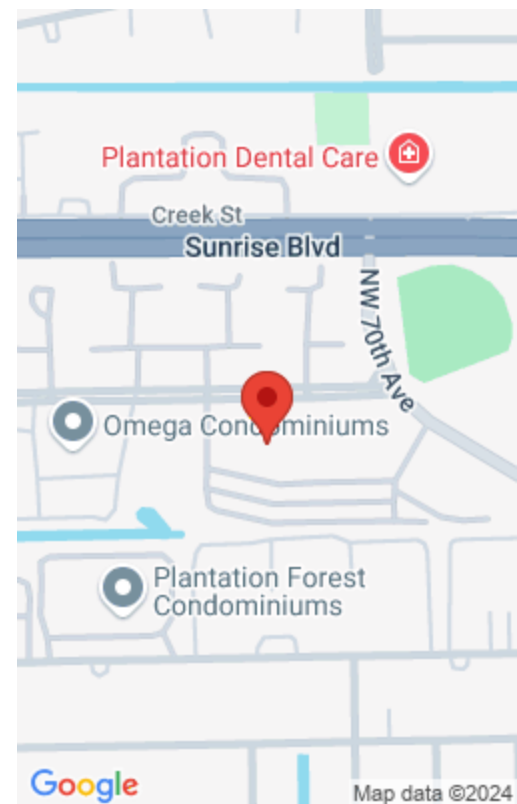 Plantation Dental Care
Creek St
Sunrise Blvd
NW 70th Ave
Omega Condominiums
Plantation Forest
Condominiums
Google
Map data ©2024